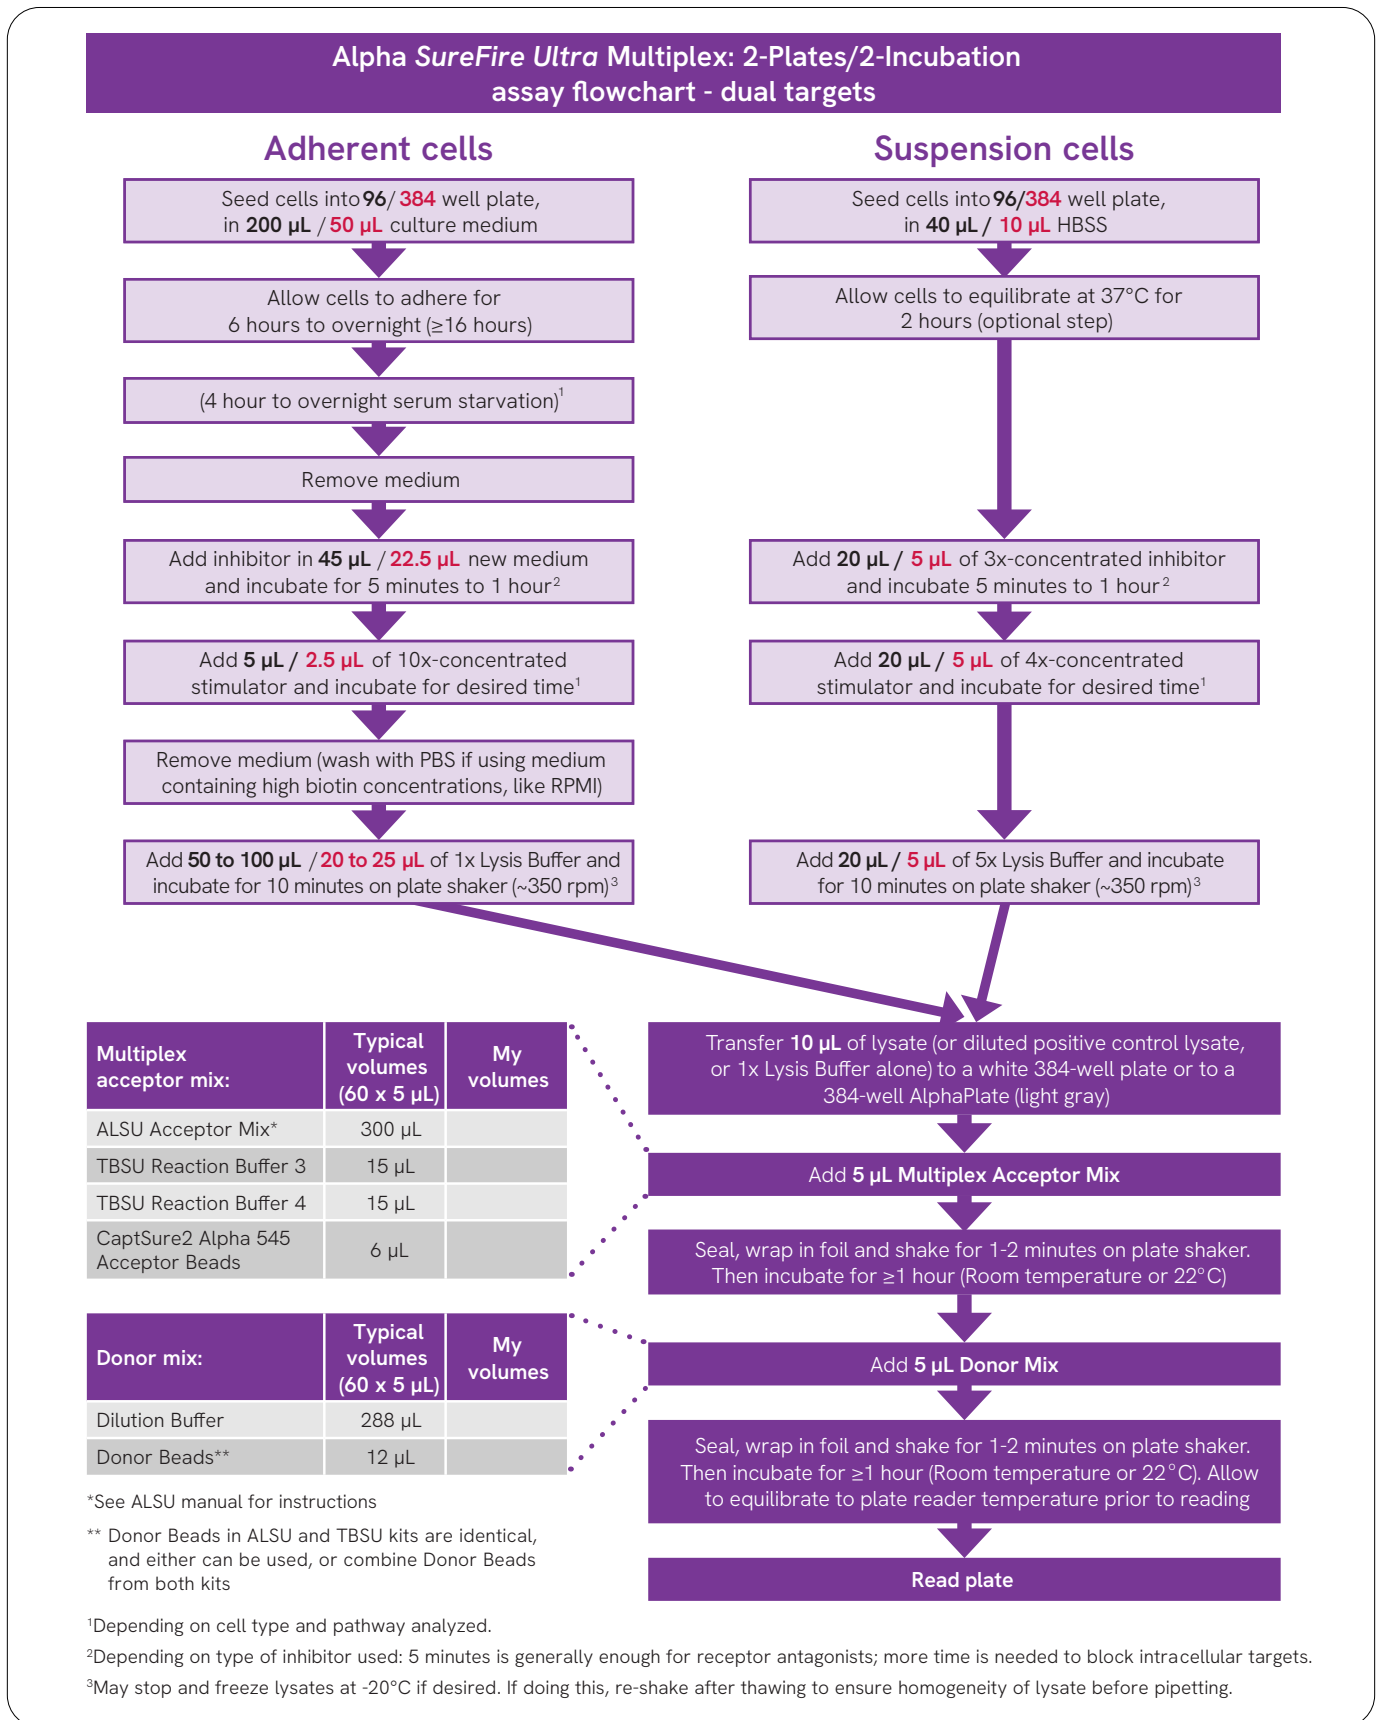 Alpha SureFire Ultra Multiplex: 2-Plates/2-Incubation
assay flowchart - dual targets
Adherent cells
Seed cells into 96/384 well plate,
in 200 µL / 50 µL culture medium
Allow cells to adhere for
6 hours to overnight (≥16 hours)
(4 hour to overnight serum starvation)¹
Remove medium
Add inhibitor in 45 µL / 22.5 µL new medium
and incubate for 5 minutes to 1 hour²
Add 5 µL / 2.5 µL of 10x-concentrated
stimulator and incubate for desired time¹
Remove medium (wash with PBS if using medium
containing high biotin concentrations, like RPMI)
Add 50 to 100 µL / 20 to 25 µL of 1x Lysis Buffer and
incubate for 10 minutes on plate shaker (~350 rpm)³
Suspension cells
Seed cells into 96/384 well plate,
in 40 µL / 10 µL HBSS
Allow cells to equilibrate at 37°C for
2 hours (optional step)
Add 20 µL / 5 µL of 3x-concentrated inhibitor
and incubate 5 minutes to 1 hour²
Add 20 µL / 5 µL of 4x-concentrated
stimulator and incubate for desired time¹
Add 20 µL / 5 µL of 5x Lysis Buffer and incubate
for 10 minutes on plate shaker (~350 rpm)³
Transfer 10 µL of lysate (or diluted positive control lysate,
or 1x Lysis Buffer alone) to a white 384-well plate or to a
384-well AlphaPlate (light gray)
Add 5 µL Multiplex Acceptor Mix
Seal, wrap in foil and shake for 1-2 minutes on plate shaker.
Then incubate for ≥1 hour (Room temperature or 22°C)
Add 5 µL Donor Mix
Seal, wrap in foil and shake for 1-2 minutes on plate shaker.
Then incubate for ≥1 hour (Room temperature or 22°C). Allow
to equilibrate to plate reader temperature prior to reading
Read plate
Multiplex
acceptor mix:
Typical
volumes
(60 x 5 µL)
My
volumes
ALSU Acceptor Mix* 300 µL
TBSU Reaction Buffer 3 15 µL
TBSU Reaction Buffer 4 15 µL
CaptSure2 Alpha 545
Acceptor Beads
6 µL
Donor mix:
Typical
volumes
(60 x 5 µL)
My
volumes
Dilution Buffer 288 µL
Donor Beads** 12 µL
*See ALSU manual for instructions
** Donor Beads in ALSU and TBSU kits are identical,
and either can be used, or combine Donor Beads
from both kits
¹Depending on cell type and pathway analyzed.
²Depending on type of inhibitor used: 5 minutes is generally enough for receptor antagonists; more time is needed to block intracellular targets.
³May stop and freeze lysates at -20°C if desired. If doing this, re-shake after thawing to ensure homogeneity of lysate before pipetting.